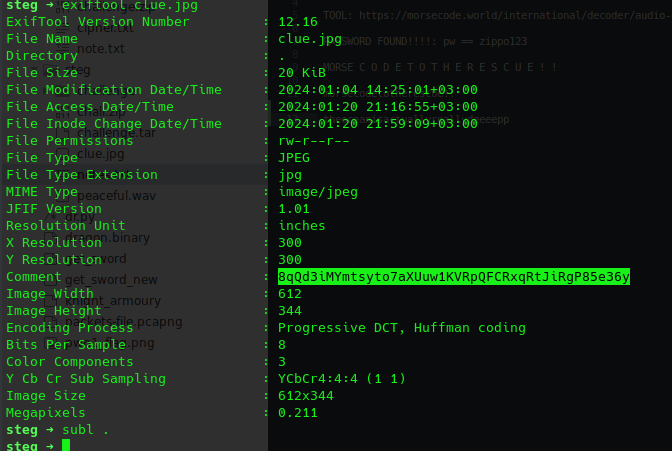 steg → exiftool clue.jpg
ExifTool Version Number : 12.16
File Name : clue.jpg
Directory : .
File Size : 20 KiB
File Modification Date/Time : 2024:01:04 14:25:01+03:00
File Access Date/Time : 2024:01:20 21:16:55+03:00
File Inode Change Date/Time : 2024:01:20 21:59:09+03:00
File Permissions : rw-r--r--
File Type : JPEG
File Type Extension : jpg
MIME Type : image/jpeg
JFIF Version : 1.01
Resolution Unit : inches
X Resolution : 300
Y Resolution : 300
Comment : 8qQd3iMYmtsyto7aXUuw1KVRpQFCRxqRtJiRgP85e36y
Image Width : 612
Image Height : 344
Encoding Process : Progressive DCT, Huffman coding
Bits Per Sample : 8
Color Components : 3
Y Cb Cr Sub Sampling : YCbCr4:4:4 (1 1)
Image Size : 612x344
Megapixels : 0.211
steg → subl .
steg →
cipher.txt
note.txt
chall.zip
challenge.tar
clue.jpg
peaceful.wav
dragon.binary
get_sword_new
knight_armoury
packets-file.pcapng
TOOL: https://morsecode.world/international/decoder/audio-
PASSWORD FOUND!!!!: pw == zippo123
MORSE C O D E T O T H E R E S C U E ! !